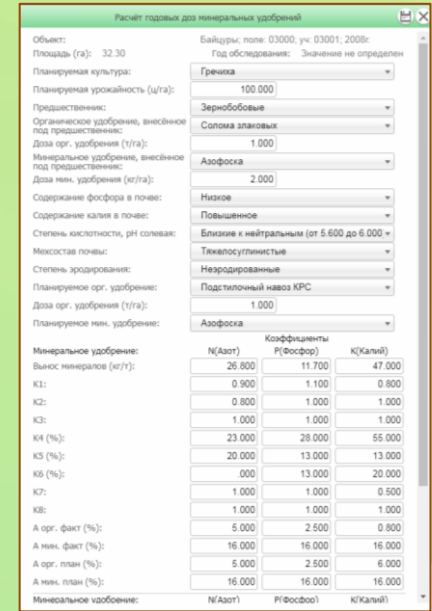 Расчёт годовых доз минеральных удобрений
Объект: Байцуры; поле: 03000; уч: 03001; 2008г.
Площадь (га): 32.30 Год обследования: Значение не определен
Планируемая культура: Гречиха
Планируемая урожайность (ц/га): 100.000
Предшественник: Зернобобовые
Органическое удобрение, внесённое
под предшественник: Солома злаковых
Доза орг. удобрения (т/га): 1.000
Минеральное удобрение, внесённое
под предшественник: Азофоска
Доза мин. удобрения (кг/га): 2.000
Содержание фосфора в почве: Низкое
Содержание калия в почве: Повышенное
Степень кислотности, pH солевая: Близкие к нейтральным (от 5.600 до 6.000
Мехсостав почвы: Тяжелосуглинистые
Степень эродирования: Неэродированные
Планируемое орг. удобрение: Подстилочный навоз КРС
Доза орг. удобрения (т/га): 1.000
Планируемое мин. удобрение: Азофоска
Коэффициенты
Минеральное удобрение: N(Азот) P(Фосфор) K(Калий)
Вынос минералов (кг/т): 26.800 11.700 47.000
K1: 0.900 1.100 0.800
K2: 0.800 1.000 1.000
K3: 1.000 1.000 1.000
K4 (%): 23.000 28.000 55.000
K5 (%): 20.000 13.000 13.000
K6 (%): .000 13.000 20.000
K7: 1.000 1.000 0.500
K8: 1.000 1.000 1.000
А орг. факт (%): 5.000 2.500 0.800
А мин. факт (%): 16.000 16.000 16.000
А орг. план (%): 5.000 2.500 6.000
А мин. план (%): 16.000 16.000 16.000
Минеральное удобрение: N(Азот) P(Фосфор) K(Калий)